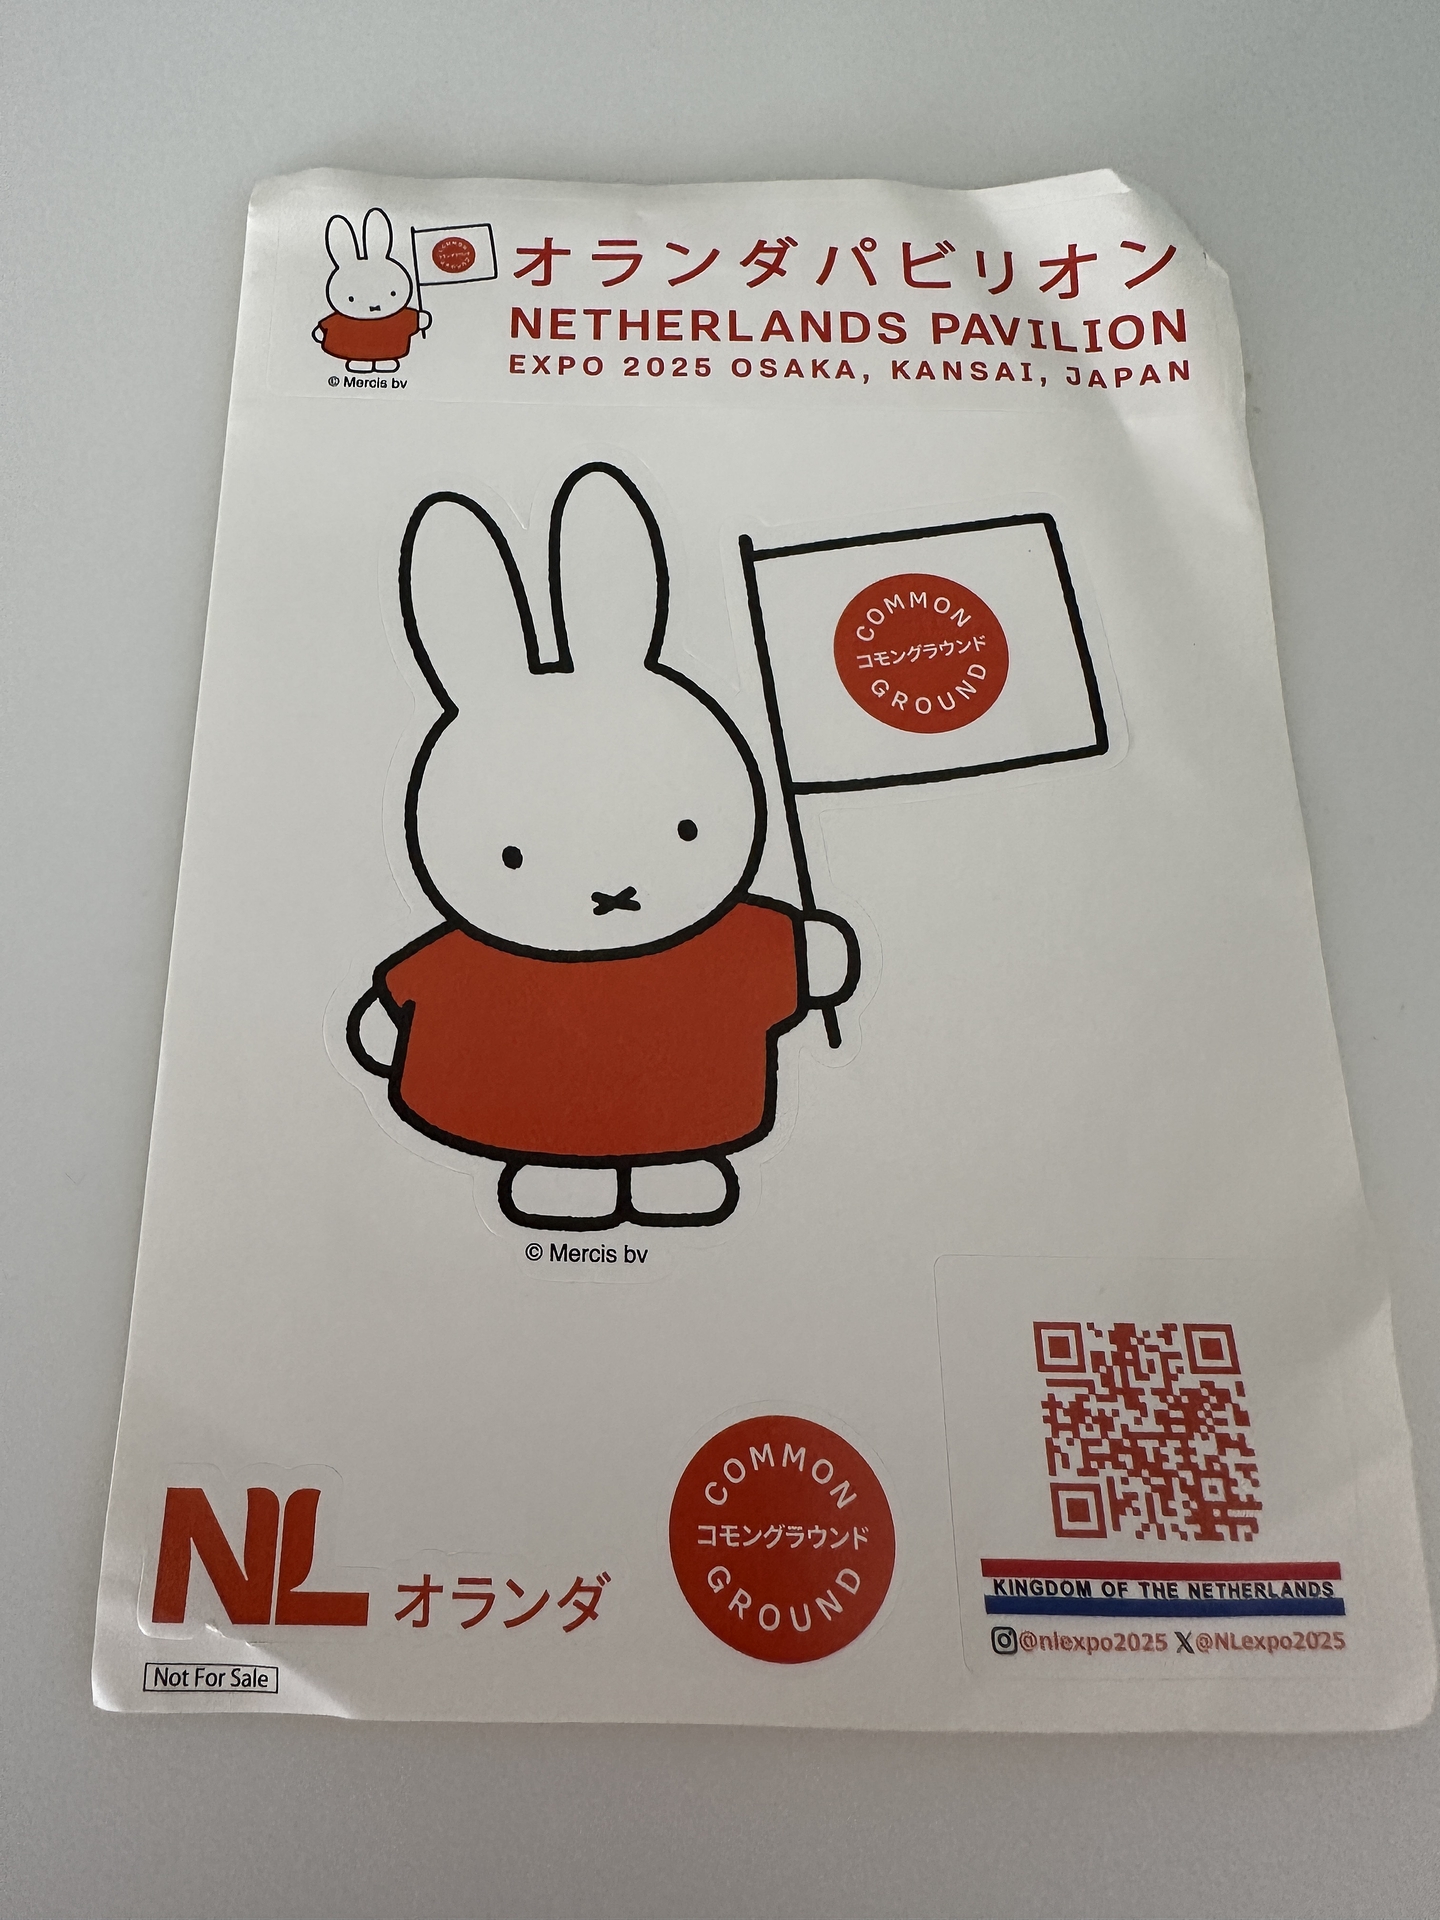 オランダパビリオン
NETHERLANDS PAVILION
EXPO 2025 OSAKA, KANSAI, JAPAN
© Mercis bv
COMMON
コモングラウンド
GROUND
© Mercis bv
NL オランダ
COMMON
コモングラウンド
GROUND
KINGDOM OF THE NETHERLANDS
@nlexpo2025 X@NLexpo2025
Not For Sale